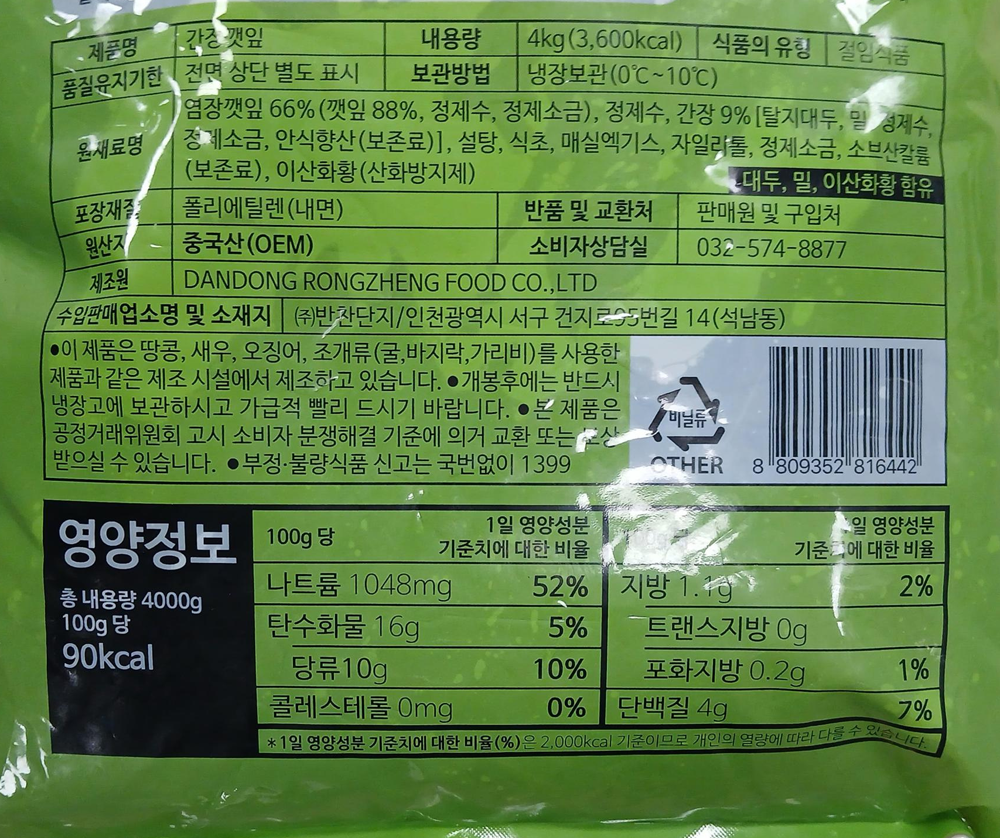 제품명 간장깻잎 내용량 4kg(3,600kcal) 식품의 유형 절임식품
품질유지기한 전면 상단 별도 표시 보관방법 냉장보관(0℃~10℃)
원재료명 염장깻잎 66%(깻잎 88%, 정제수, 정제소금), 정제수, 간장 9% [탈지대두, 밀, 정제수,
정제소금, 안식향산(보존료)], 설탕, 식초, 매실엑기스, 자일리톨, 정제소금, 소브산칼륨
(보존료), 이산화황(산화방지제)
대두, 밀, 이산화황 함유
포장재질 폴리에틸렌(내면) 반품 및 교환처 판매원 및 구입처
원산지 중국산(OEM) 소비자상담실 032-574-8877
제조원 DANDONG RONGZHENG FOOD CO.,LTD
수입판매업소명 및 소재지 ㈜반찬단지/인천광역시 서구 건지로95번길 14(석남동)
●이 제품은 땅콩, 새우, 오징어, 조개류(굴,바지락,가리비)를 사용한
제품과 같은 제조 시설에서 제조하고 있습니다. ●개봉후에는 반드시
냉장고에 보관하시고 가급적 빨리 드시기 바랍니다. ●본 제품은
공정거래위원회 고시 소비자 분쟁해결 기준에 의거 교환 또는 보상
받으실 수 있습니다. ●부정·불량식품 신고는 국번없이 1399
비닐류
OTHER
8 809352 816442
영양정보
총 내용량 4000g
100g 당
90kcal
100g 당 1일 영양성분
기준치에 대한 비율
나트륨 1048mg 52%
탄수화물 16g 5%
당류10g 10%
콜레스테롤 0mg 0%
100g 당 1일 영양성분
기준치에 대한 비율
지방 1.1g 2%
트랜스지방 0g
포화지방 0.2g 1%
단백질 4g 7%
*1일 영양성분 기준치에 대한 비율(%)은 2,000kcal 기준이므로 개인의 열량에 따라 다를 수 있습니다.